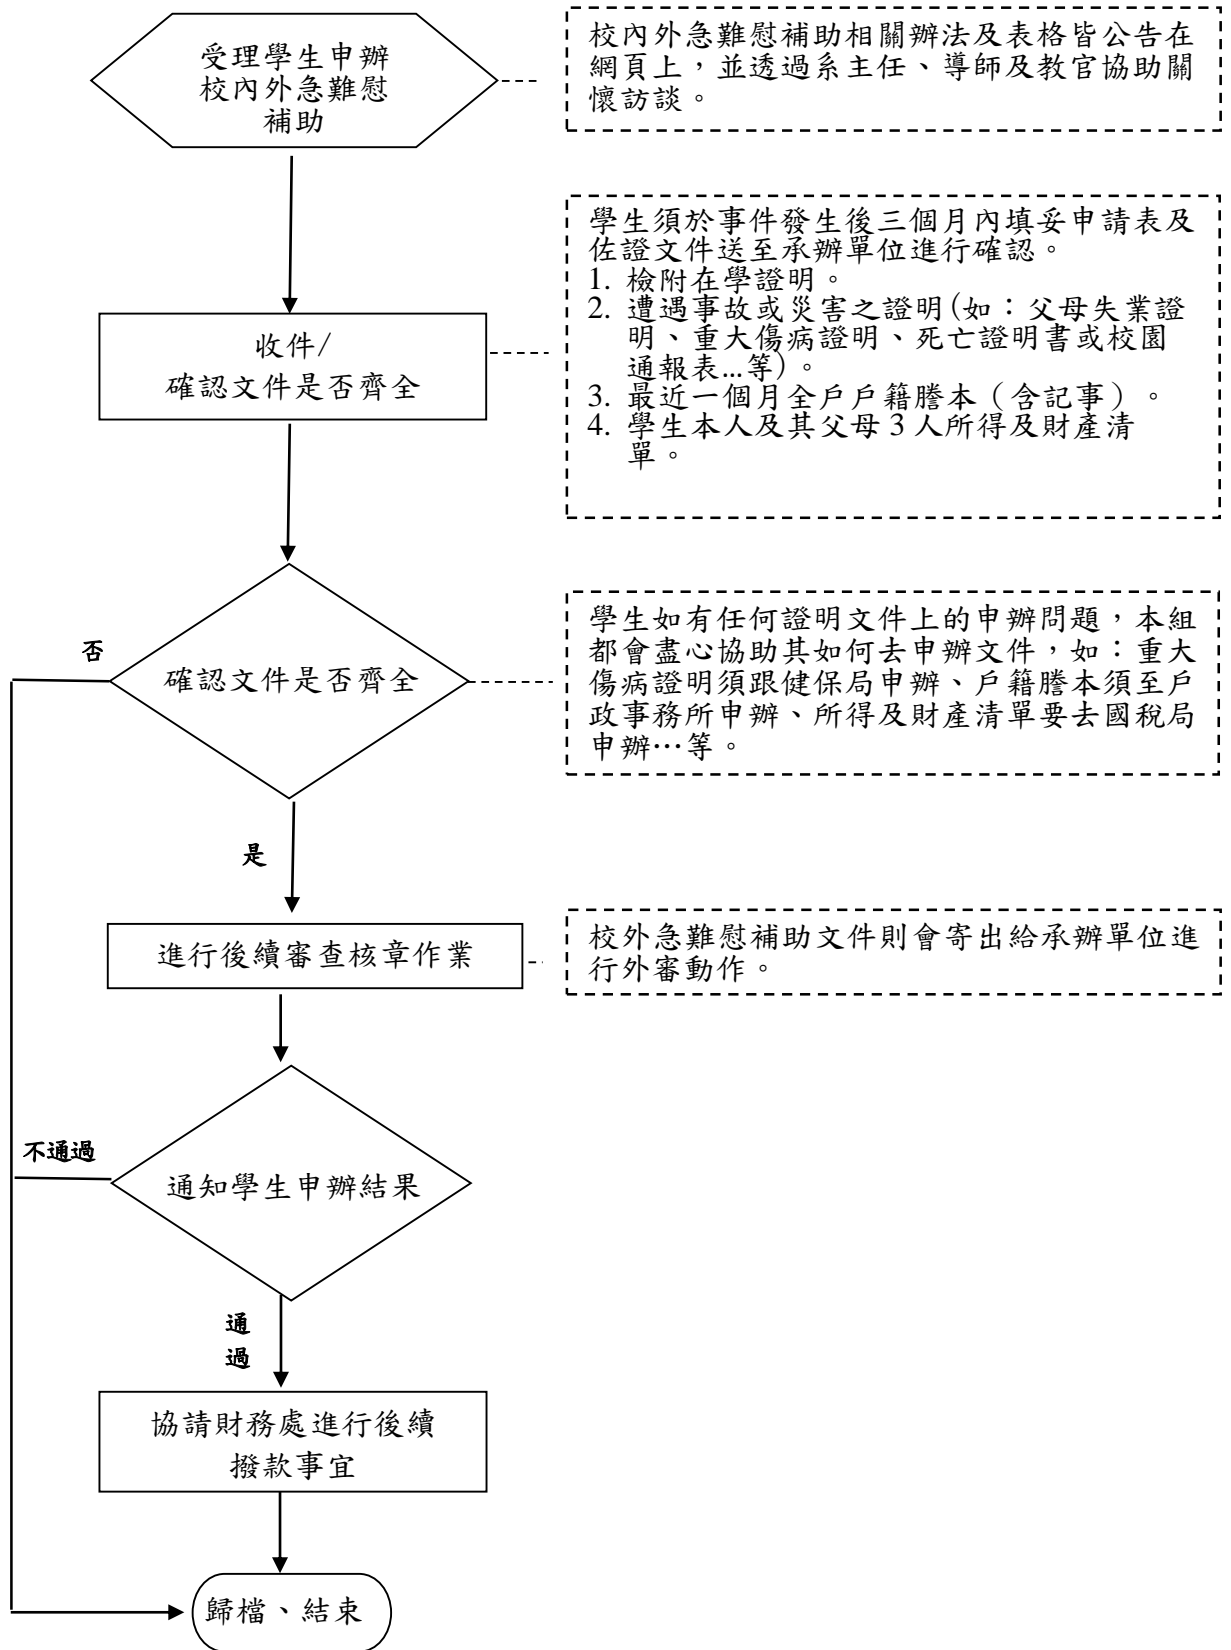 受理學生申辦
校內外急難慰
補助
校內外急難慰補助相關辦法及表格皆公告在
網頁上，並透過系主任、導師及教官協助關
懷訪談。
學生須於事件發生後三個月內填妥申請表及
佐證文件送至承辦單位進行確認。
1. 檢附在學證明。
2. 遭遇事故或災害之證明(如：父母失業證
明、重大傷病證明、死亡證明書或校園
通報表...等)。
3. 最近一個月全戶戶籍謄本（含記事）。
4. 學生本人及其父母 3 人所得及財產清
單。
收件/
確認文件是否齊全
學生如有任何證明文件上的申辦問題，本組
都會盡心協助其如何去申辦文件，如：重大
傷病證明須跟健保局申辦、戶籍謄本須至戶
政事務所申辦、所得及財產清單要去國稅局
申辦…等。
否
確認文件是否齊全
是
進行後續審查核章作業
校外急難慰補助文件則會寄出給承辦單位進
行外審動作。
不通過
通知學生申辦結果
通
過
協請財務處進行後續
撥款事宜
歸檔、結束